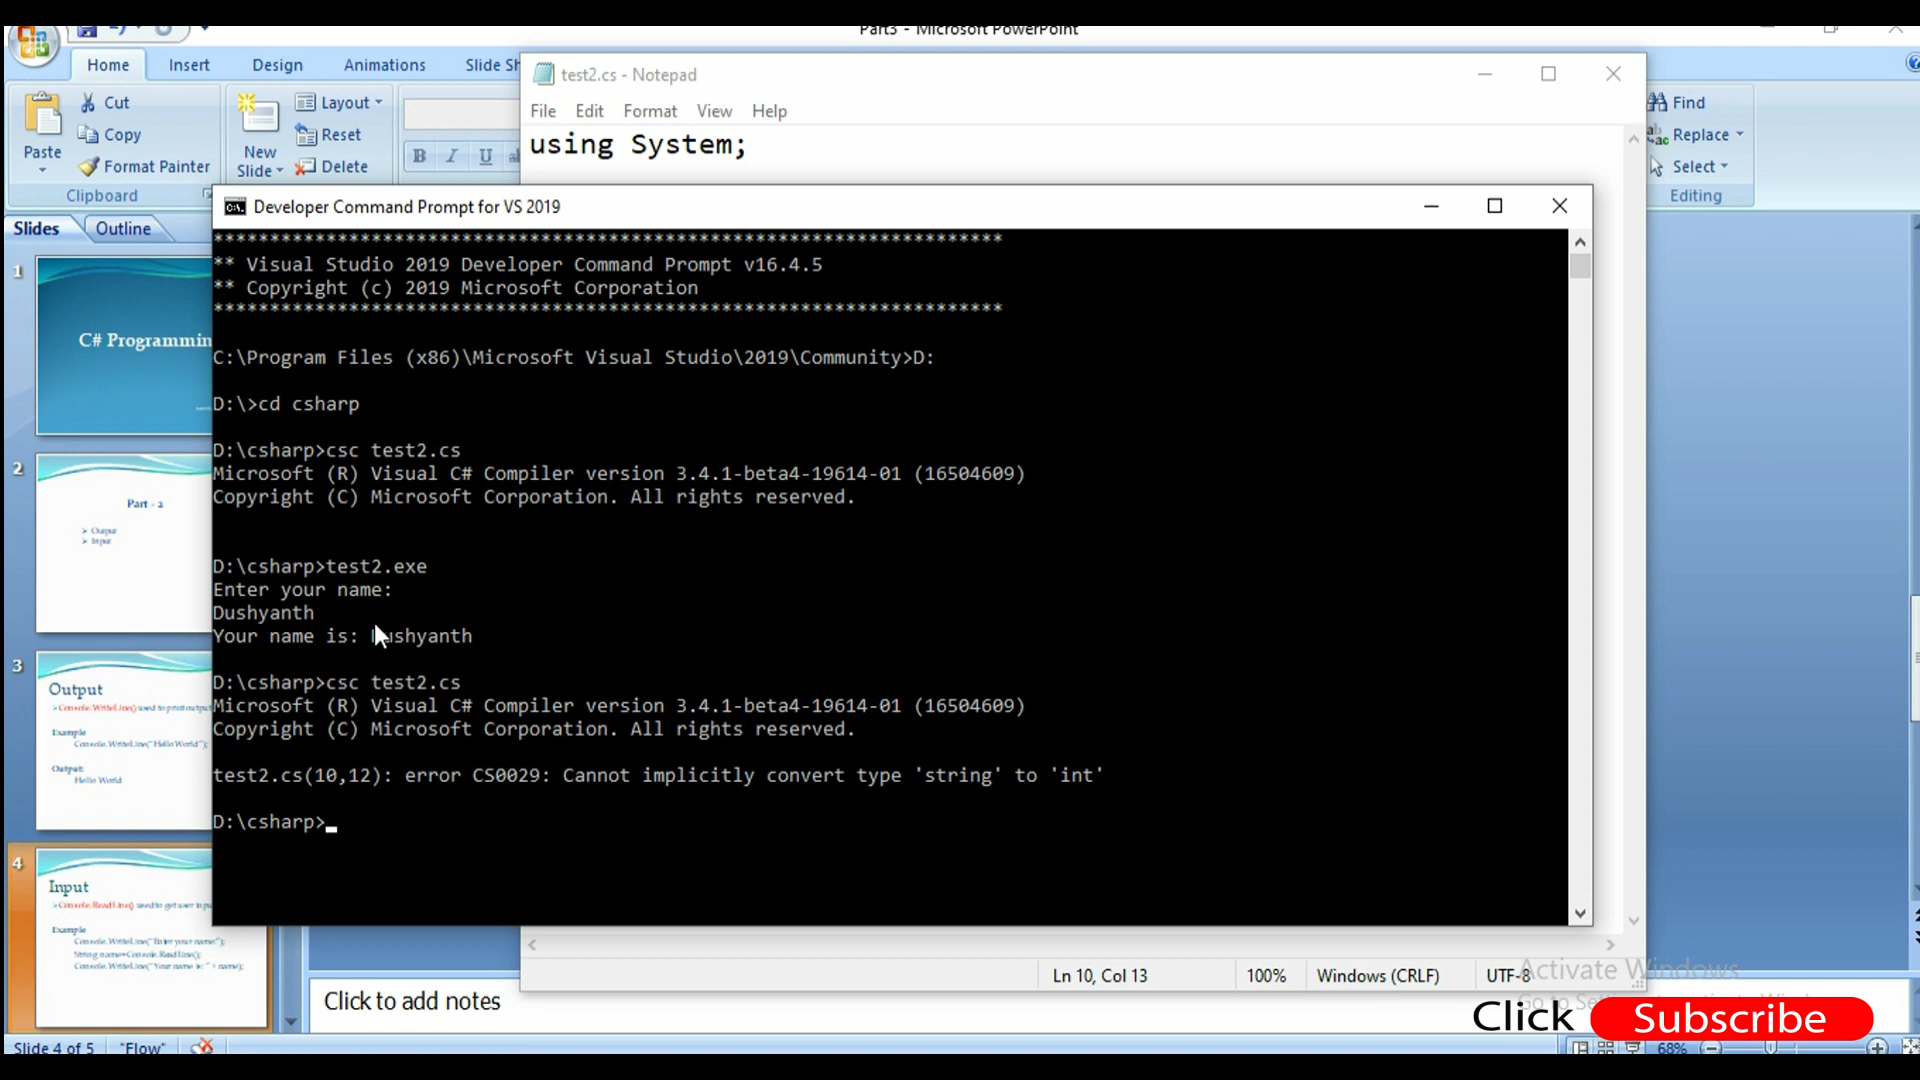 Part3 - Microsoft PowerPoint
Home Insert Design Animations Slide Sh
Cut
Copy
Format Painter
Paste
Clipboard
New
Slide
Layout
Reset
Delete
B I U
Find
Replace
Select
Editing
test2.cs - Notepad
File Edit Format View Help
using System;
Developer Command Prompt for VS 2019
**********************************************************************
** Visual Studio 2019 Developer Command Prompt v16.4.5
** Copyright (c) 2019 Microsoft Corporation
**********************************************************************
C:\Program Files (x86)\Microsoft Visual Studio\2019\Community>D:
D:\>cd csharp
D:\csharp>csc test2.cs
Microsoft (R) Visual C# Compiler version 3.4.1-beta4-19614-01 (16504609)
Copyright (C) Microsoft Corporation. All rights reserved.
D:\csharp>test2.exe
Enter your name:
Dushyanth
Your name is: Dushyanth
D:\csharp>csc test2.cs
Microsoft (R) Visual C# Compiler version 3.4.1-beta4-19614-01 (16504609)
Copyright (C) Microsoft Corporation. All rights reserved.
test2.cs(10,12): error CS0029: Cannot implicitly convert type 'string' to 'int'
D:\csharp>
Slides Outline
1
C# Programmin
2
Part - 2
Output
Input
3
Output
Console.WriteLine() used to print output
Example
Console.WriteLine("Hello World");
Output:
Hello World
4
Input
Console.ReadLine() used to get user inpu
Example
Console.WriteLine("Enter your name:");
String name=Console.ReadLine();
Console.WriteLine("Your name is: " + name);
Ln 10, Col 13 100% Windows (CRLF) UTF-8
Activate Windows
Click to add notes
Click Subscribe
Slide 4 of 5 "Flow" 68%